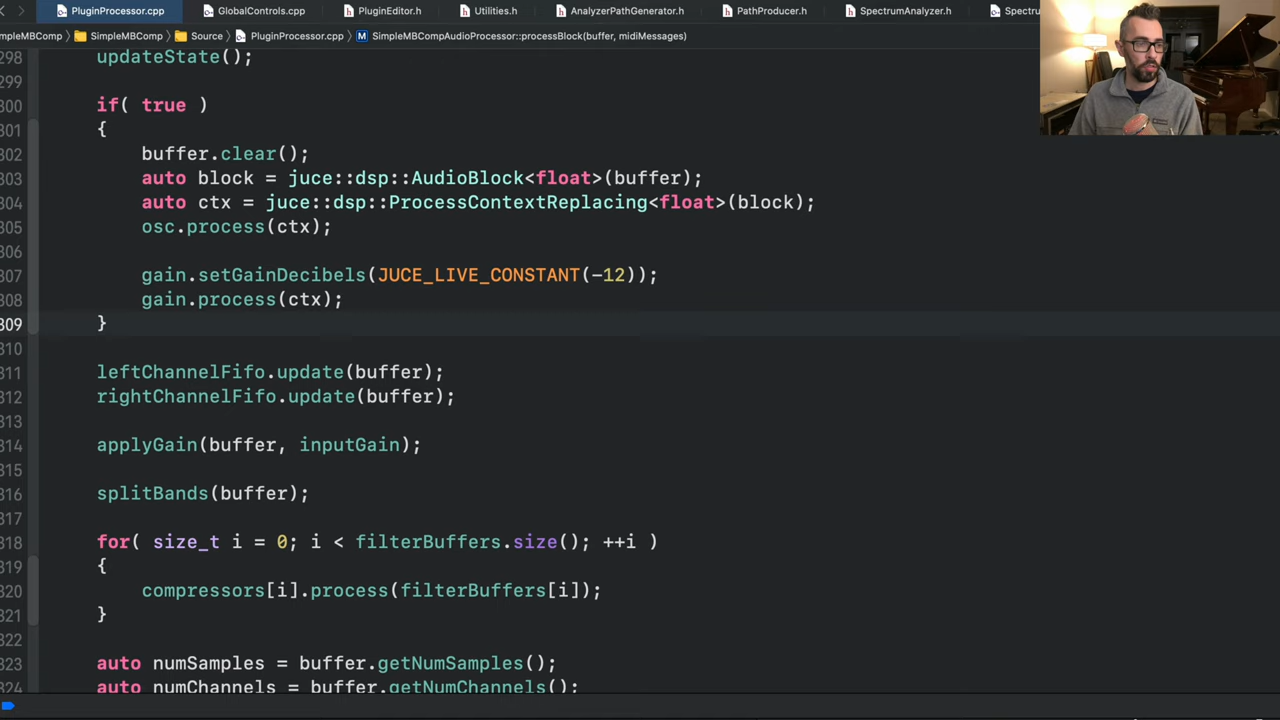 PluginProcessor.cpp GlobalControls.cpp PluginEditor.h Utilities.h AnalyzerPathGenerator.h PathProducer.h SpectrumAnalyzer.h Spectru
mpleMBComp SimpleMBComp Source PluginProcessor.cpp M SimpleMBCompAudioProcessor::processBlock(buffer, midiMessages)
298 updateState();
299
300 if( true )
301 {
302 buffer.clear();
303 auto block = juce::dsp::AudioBlock<float>(buffer);
304 auto ctx = juce::dsp::ProcessContextReplacing<float>(block);
305 osc.process(ctx);
306
307 gain.setGainDecibels(JUCE_LIVE_CONSTANT(-12));
308 gain.process(ctx);
309 }
310
311 leftChannelFifo.update(buffer);
312 rightChannelFifo.update(buffer);
313
314 applyGain(buffer, inputGain);
315
316 splitBands(buffer);
317
318 for( size_t i = 0; i < filterBuffers.size(); ++i )
319 {
320 compressors[i].process(filterBuffers[i]);
321 }
322
323 auto numSamples = buffer.getNumSamples();
324 auto numChannels = buffer.getNumChannels();